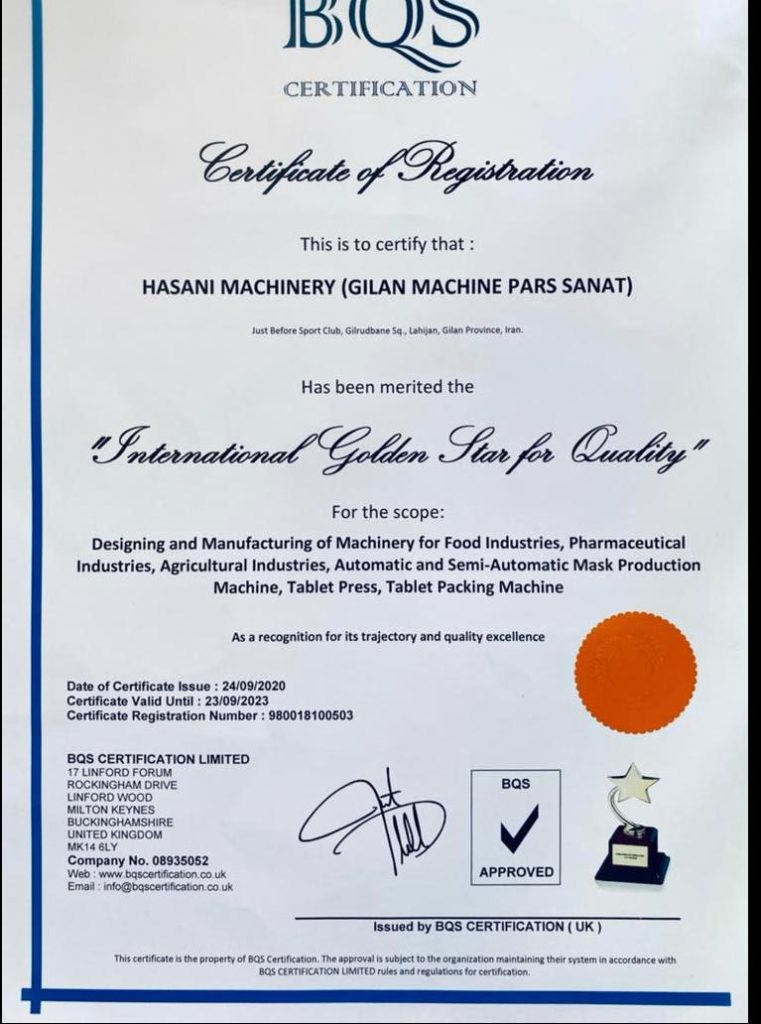 BQS
CERTIFICATION
Certificate of Registration
This is to certify that :
HASANI MACHINERY (GILAN MACHINE PARS SANAT)
Just Before Sport Club, Gilrudbane Sq., Lahijan, Gilan Province, Iran.
Has been merited the
"International Golden Star for Quality"
For the scope:
Designing and Manufacturing of Machinery for Food Industries, Pharmaceutical
Industries, Agricultural Industries, Automatic and Semi-Automatic Mask Production
Machine, Tablet Press, Tablet Packing Machine
As a recognition for its trajectory and quality excellence
Date of Certificate Issue : 24/09/2020
Certificate Valid Until : 23/09/2023
Certificate Registration Number : 980018100503
BQS CERTIFICATION LIMITED
17 LINFORD FORUM
ROCKINGHAM DRIVE
LINFORD WOOD
MILTON KEYNES
BUCKINGHAMSHIRE
UNITED KINGDOM
MK14 6LY
Company No. 08935052
Web : www.bqscertification.co.uk
Email : info@bqscertification.co.uk
BQS
APPROVED
Issued by BQS CERTIFICATION ( UK )
This certificate is the property of BQS Certification. The approval is subject to the organization maintaining their system in accordance with
BQS CERTIFICATION LIMITED rules and regulations for certification.